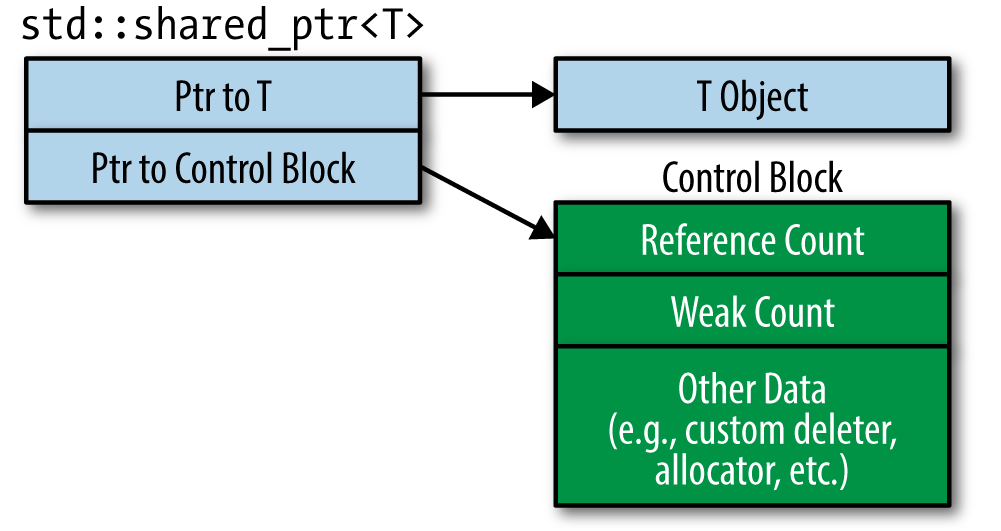 std::shared_ptr<T>
Ptr to T
T Object
Ptr to Control Block
Control Block
Reference Count
Weak Count
Other Data
(e.g., custom deleter,
allocator, etc.)